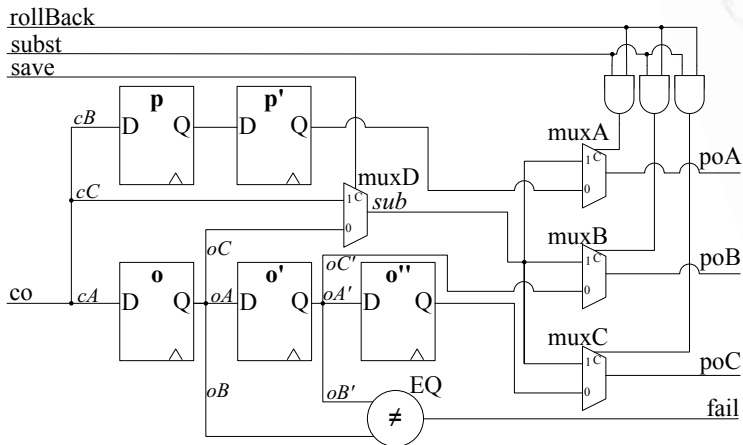 rollBack
subst
save
p
p'
cB
D
Q
D
Q
muxA
1
C
0
poA
muxD
cC
1
C
0
sub
oC
muxB
1
C
0
poB
oC'
o
o'
o''
co
cA
D
Q
oA
D
Q
oA'
D
Q
muxC
1
C
0
poC
oB
oB'
EQ
≠
fail